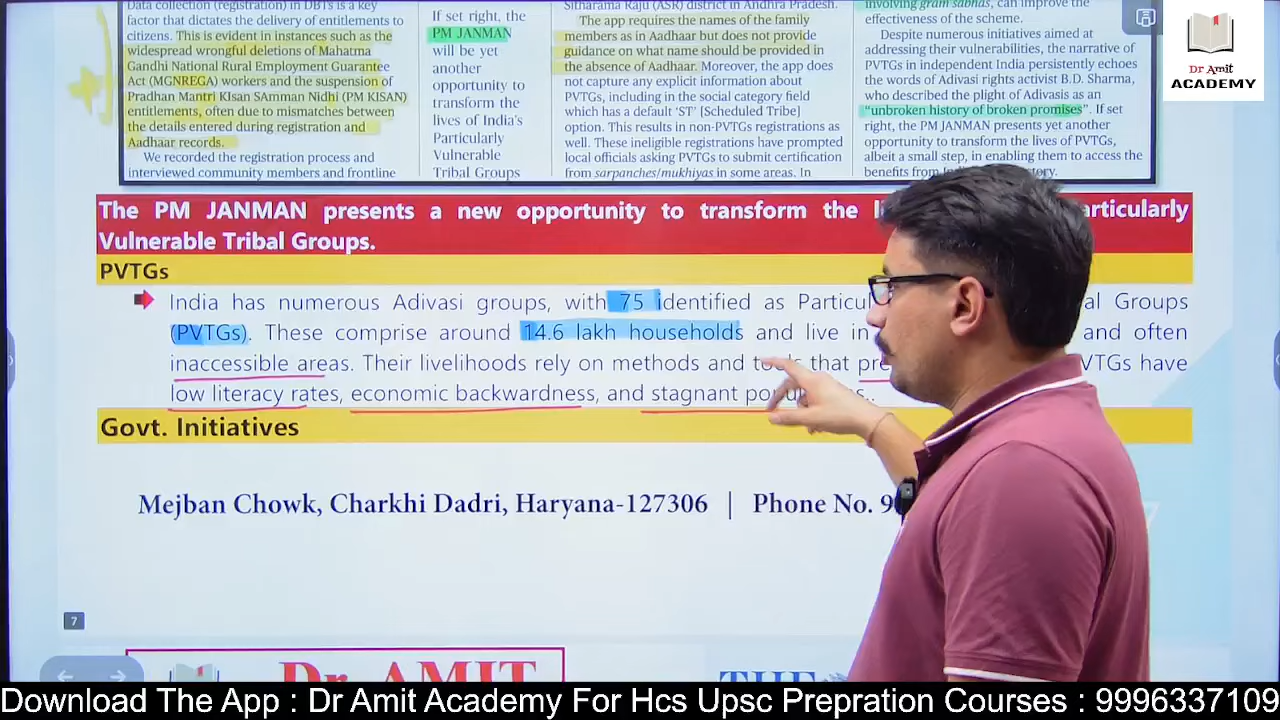 Data collection (registration) in DBTs is a key
factor that dictates the delivery of entitlements to
citizens. This is evident in instances such as the
widespread wrongful deletions of Mahatma
Gandhi National Rural Employment Guarantee
Act (MGNREGA) workers and the suspension of
Pradhan Mantri KIsan SAmman Nidhi (PM KISAN)
entitlements, often due to mismatches between
the details entered during registration and
Aadhaar records.
We recorded the registration process and
interviewed community members and frontline
If set right, the
PM JANMAN
will be yet
another
opportunity to
transform the
lives of India's
Particularly
Vulnerable
Tribal Groups
Sitharama Raju (ASR) district in Andhra Pradesh.
The app requires the names of the family
members as in Aadhaar but does not provide
guidance on what name should be provided in
the absence of Aadhaar. Moreover, the app does
not capture any explicit information about
PVTGs, including in the social category field
which has a default 'ST' [Scheduled Tribe]
option. This results in non-PVTGs registrations as
well. These ineligible registrations have prompted
local officials asking PVTGs to submit certification
from sarpanches/mukhiyas in some areas. In
involving gram sabhas, can improve the
effectiveness of the scheme.
Despite numerous initiatives aimed at
addressing their vulnerabilities, the narrative of
PVTGs in independent India persistently echoes
the words of Adivasi rights activist B.D. Sharma,
who described the plight of Adivasis as an
"unbroken history of broken promises". If set
right, the PM JANMAN presents yet another
opportunity to transform the lives of PVTGs,
albeit a small step, in enabling them to access the
benefits from
Dr Amit
ACADEMY
The PM JANMAN presents a new opportunity to transform the
Vulnerable Tribal Groups.
PVTGs
India has numerous Adivasi groups, with 75 identified as Groups
(PVTGs). These comprise around 14.6 lakh households and live in and often
inaccessible areas. Their livelihoods rely on methods and that have
low literacy rates, economic backwardness, and stagnant
Govt. Initiatives
Mejban Chowk, Charkhi Dadri, Haryana-127306 | Phone No. 9
7
Dr AMIT
THE
Download The App : Dr Amit Academy For Hcs Upsc Prepration Courses : 9996337109